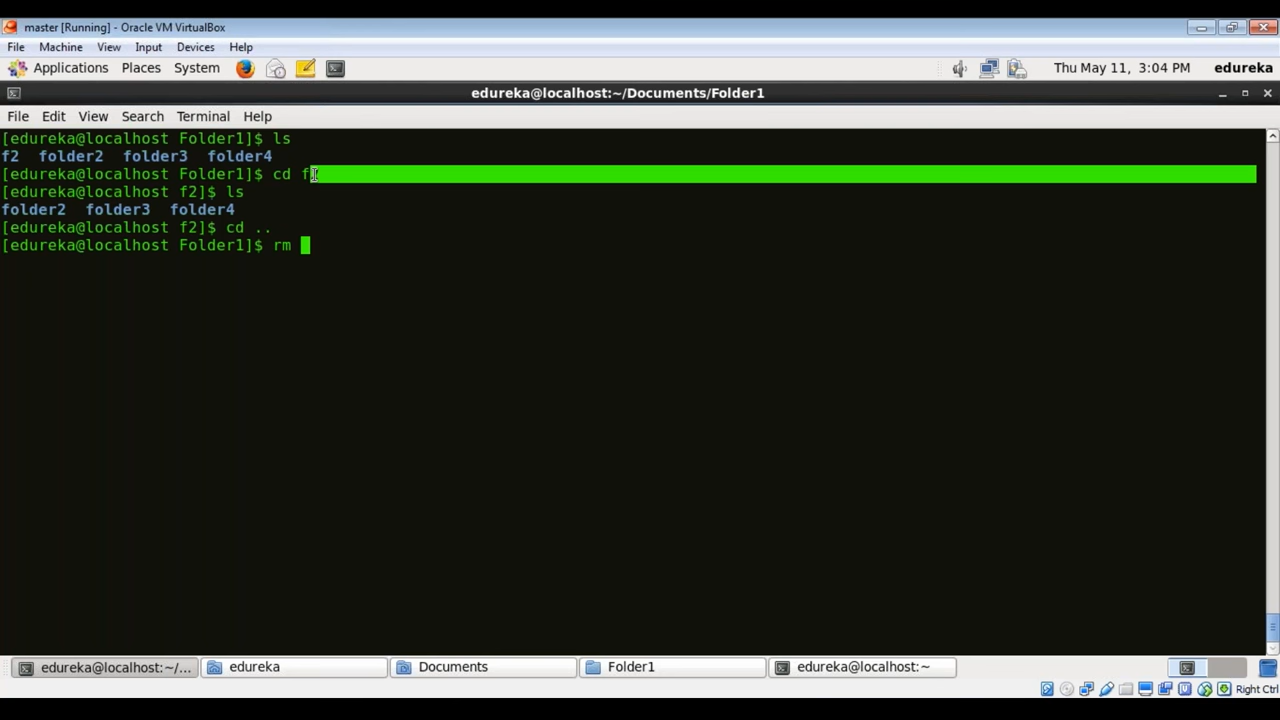 master [Running] - Oracle VM VirtualBox
File Machine View Input Devices Help
Applications Places System Thu May 11, 3:04 PM edureka
edureka@localhost:~/Documents/Folder1
File Edit View Search Terminal Help
[edureka@localhost Folder1]$ ls
f2 folder2 folder3 folder4
[edureka@localhost Folder1]$ cd f
[edureka@localhost f2]$ ls
folder2 folder3 folder4
[edureka@localhost f2]$ cd ..
[edureka@localhost Folder1]$ rm
edureka@localhost:~/... edureka Documents Folder1 edureka@localhost:~
Right Ctrl